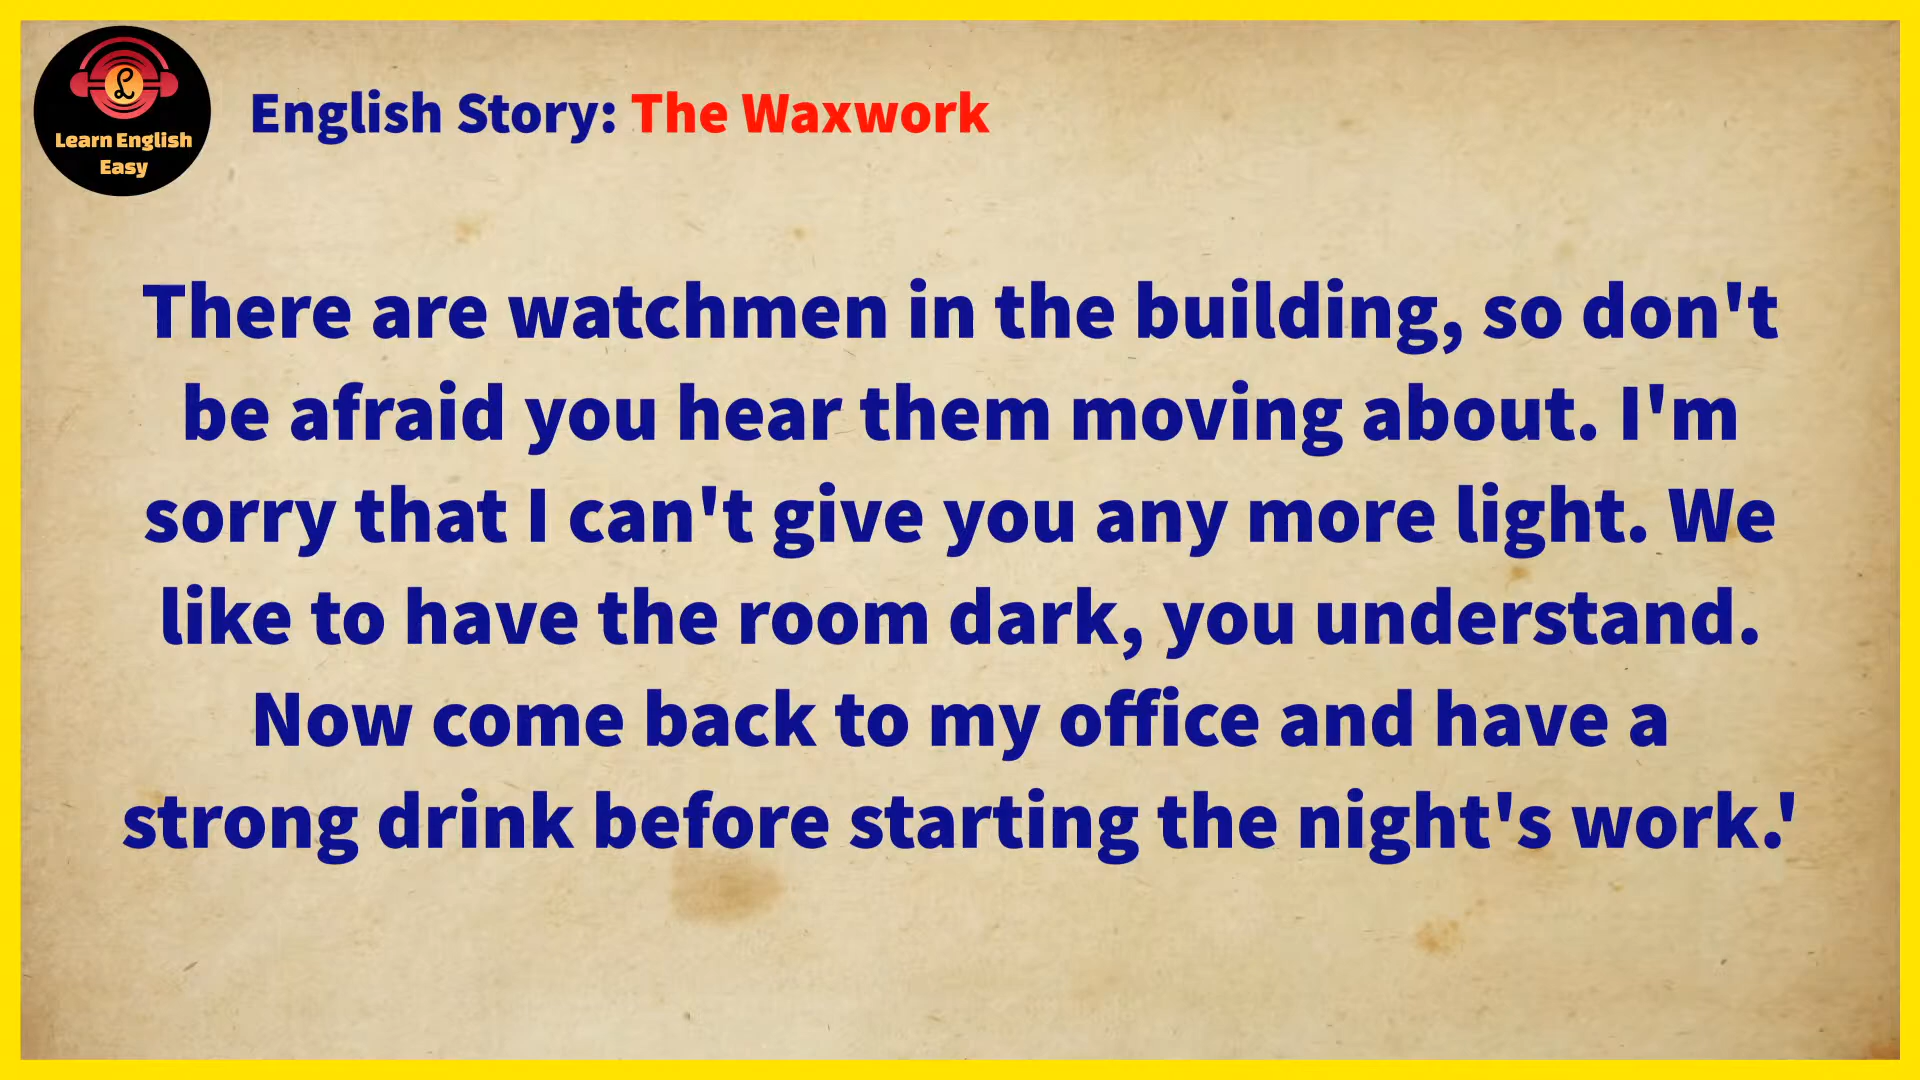 Learn English
Easy
English Story: The Waxwork
There are watchmen in the building, so don't
be afraid you hear them moving about. I'm
sorry that I can't give you any more light. We
like to have the room dark, you understand.
Now come back to my office and have a
strong drink before starting the night's work.'